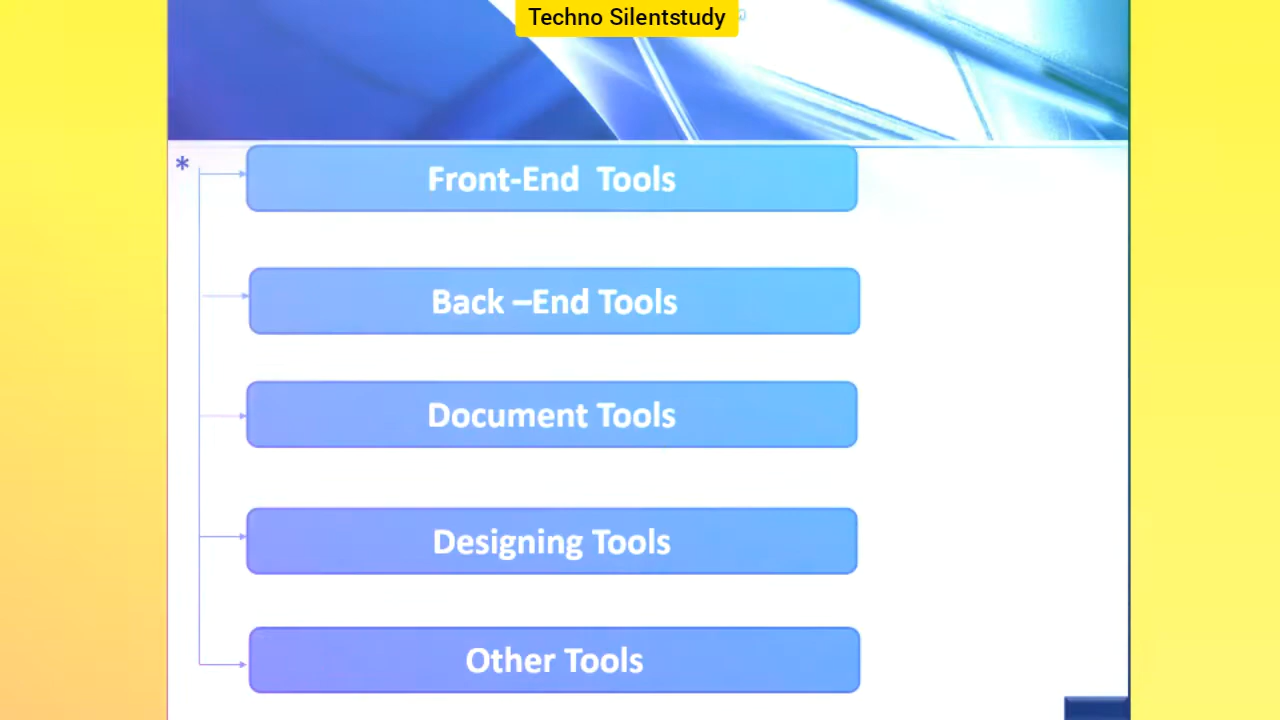 Techno Silentstudy
*
Front-End Tools
Back –End Tools
Document Tools
Designing Tools
Other Tools